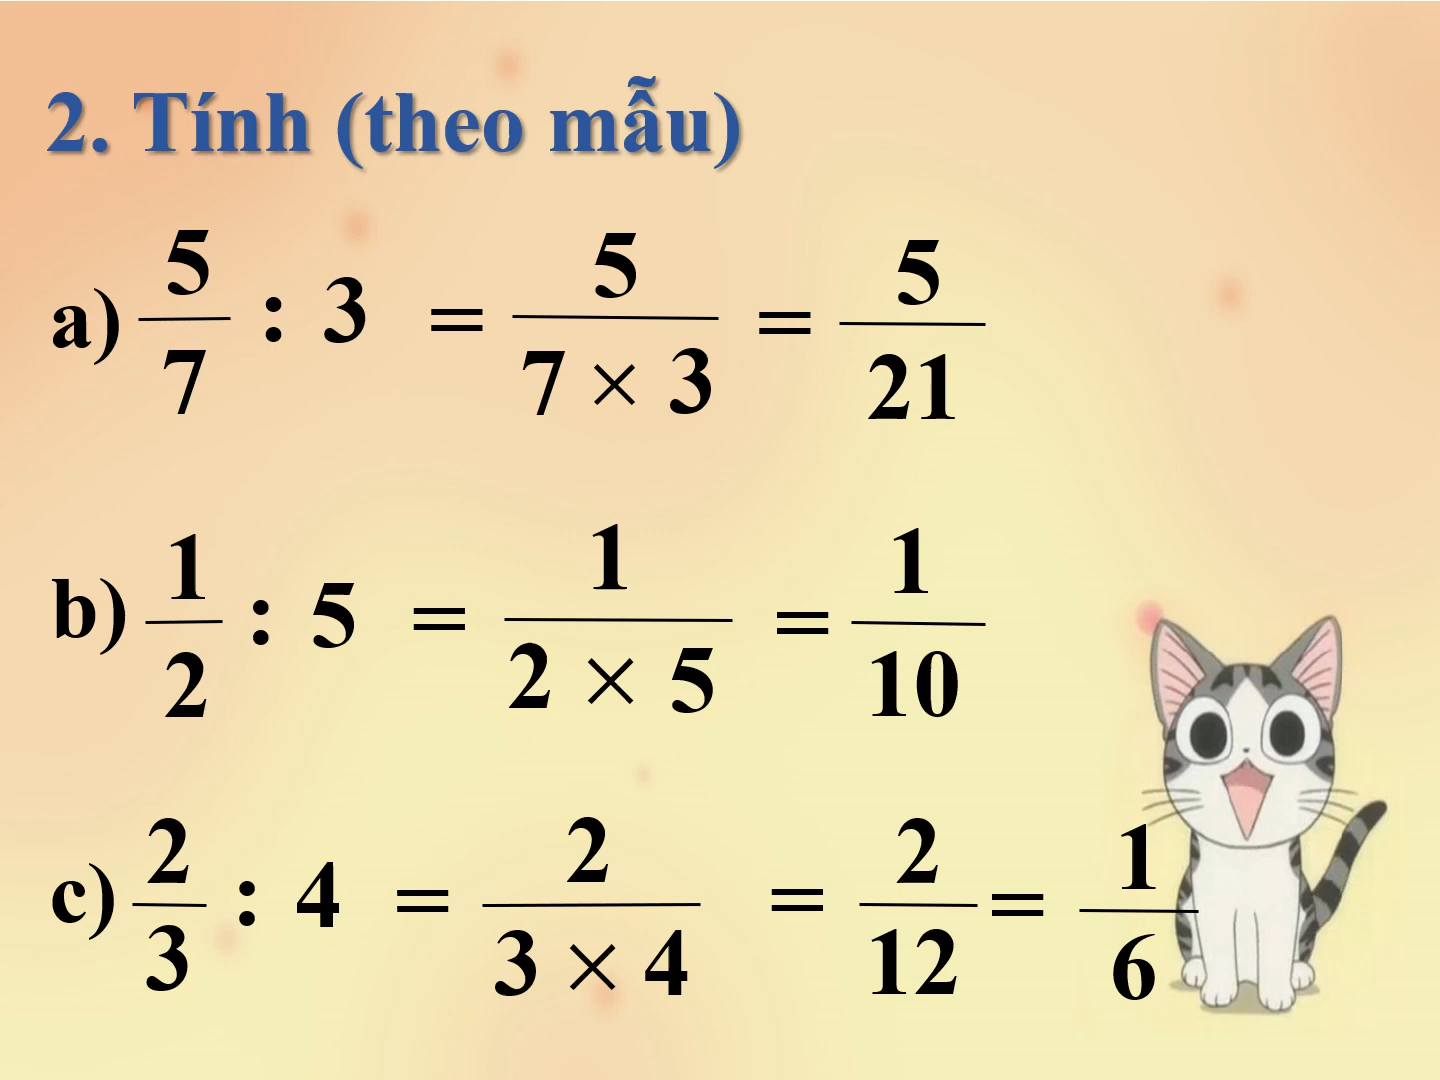 2. Tính (theo mẫu)
a) 5/7 : 3 = 5/(7 × 3) = 5/21
b) 1/2 : 5 = 1/(2 × 5) = 1/10
c) 2/3 : 4 = 2/(3 × 4) = 2/12 = 1/6